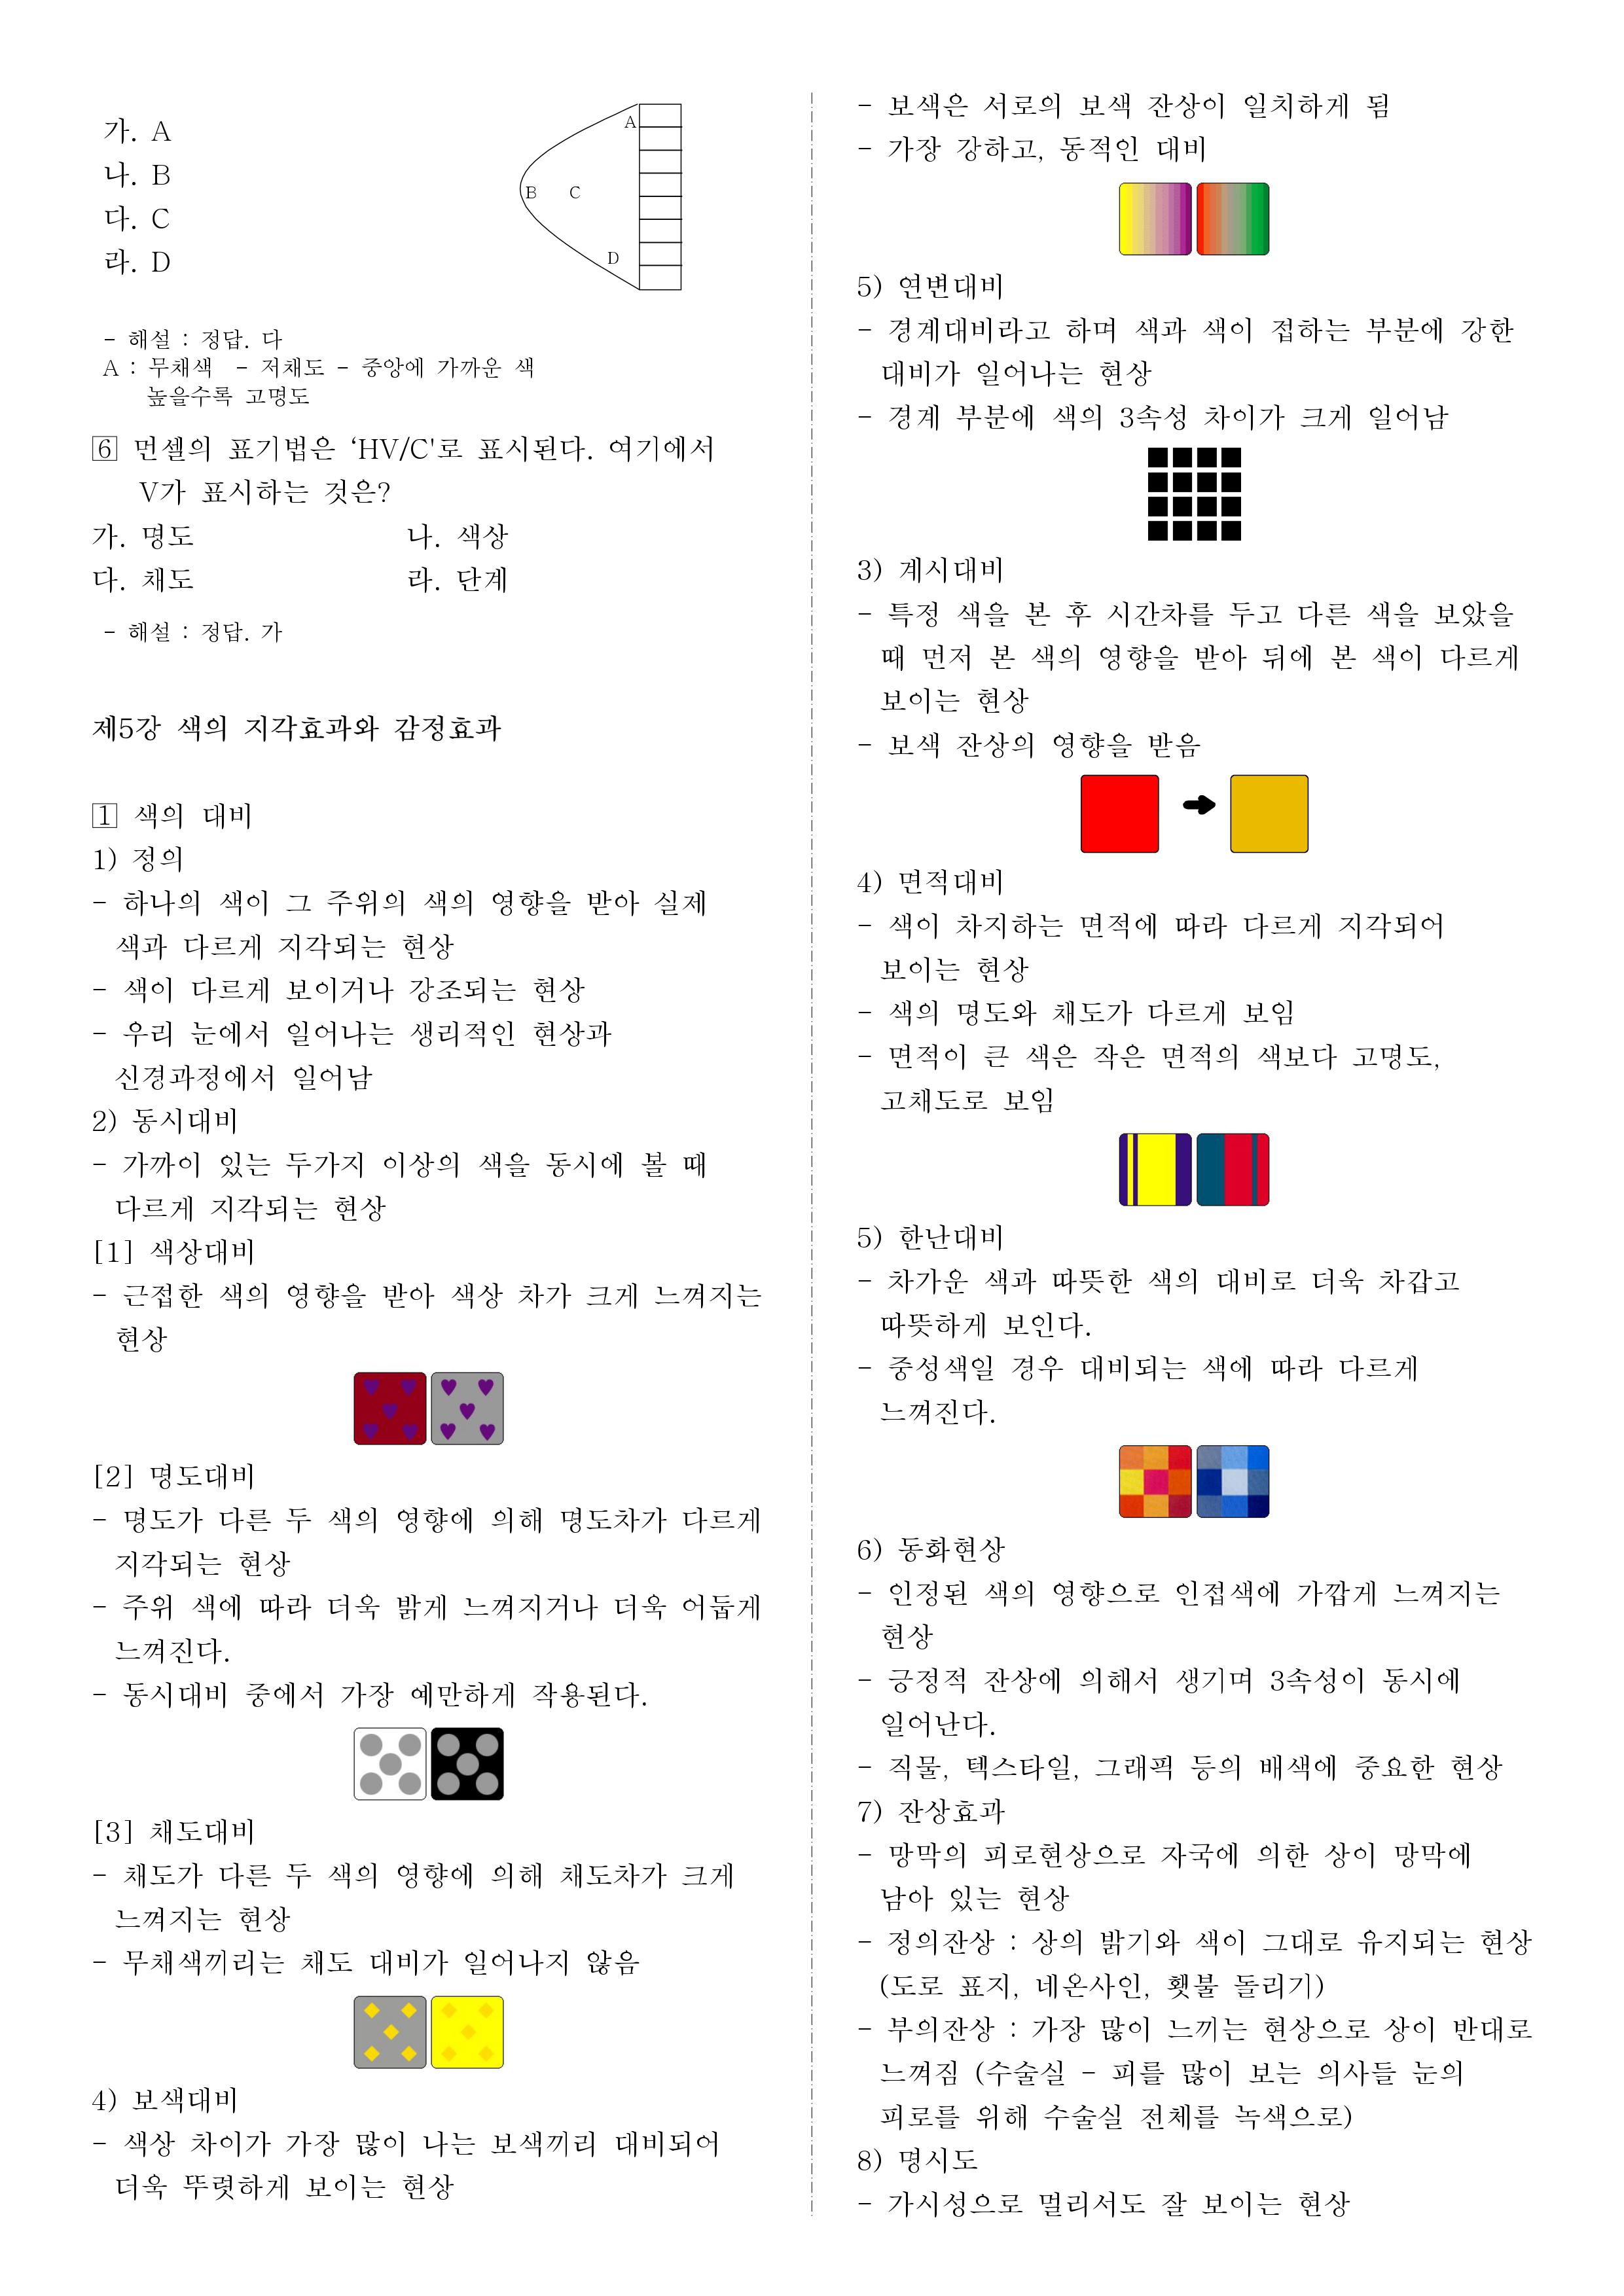 가. A
나. B
다. C
라. D
A
B
C
D
- 해설 : 정답. 다
A : 무채색 - 저채도 - 중앙에 가까운 색
높을수록 고명도
6 먼셀의 표기법은 ‘HV/C'로 표시된다. 여기에서
V가 표시하는 것은?
가. 명도 나. 색상
다. 채도 라. 단계
- 해설 : 정답. 가
제5강 색의 지각효과와 감정효과
1 색의 대비
1) 정의
- 하나의 색이 그 주위의 색의 영향을 받아 실제
색과 다르게 지각되는 현상
- 색이 다르게 보이거나 강조되는 현상
- 우리 눈에서 일어나는 생리적인 현상과
신경과정에서 일어남
2) 동시대비
- 가까이 있는 두가지 이상의 색을 동시에 볼 때
다르게 지각되는 현상
[1] 색상대비
- 근접한 색의 영향을 받아 색상 차가 크게 느껴지는
현상
[2] 명도대비
- 명도가 다른 두 색의 영향에 의해 명도차가 다르게
지각되는 현상
- 주위 색에 따라 더욱 밝게 느껴지거나 더욱 어둡게
느껴진다.
- 동시대비 중에서 가장 예만하게 작용된다.
[3] 채도대비
- 채도가 다른 두 색의 영향에 의해 채도차가 크게
느껴지는 현상
- 무채색끼리는 채도 대비가 일어나지 않음
4) 보색대비
- 색상 차이가 가장 많이 나는 보색끼리 대비되어
더욱 뚜렷하게 보이는 현상
- 보색은 서로의 보색 잔상이 일치하게 됨
- 가장 강하고, 동적인 대비
5) 연변대비
- 경계대비라고 하며 색과 색이 접하는 부분에 강한
대비가 일어나는 현상
- 경계 부분에 색의 3속성 차이가 크게 일어남
3) 계시대비
- 특정 색을 본 후 시간차를 두고 다른 색을 보았을
때 먼저 본 색의 영향을 받아 뒤에 본 색이 다르게
보이는 현상
- 보색 잔상의 영향을 받음
4) 면적대비
- 색이 차지하는 면적에 따라 다르게 지각되어
보이는 현상
- 색의 명도와 채도가 다르게 보임
- 면적이 큰 색은 작은 면적의 색보다 고명도,
고채도로 보임
5) 한난대비
- 차가운 색과 따뜻한 색의 대비로 더욱 차갑고
따뜻하게 보인다.
- 중성색일 경우 대비되는 색에 따라 다르게
느껴진다.
6) 동화현상
- 인정된 색의 영향으로 인접색에 가깝게 느껴지는
현상
- 긍정적 잔상에 의해서 생기며 3속성이 동시에
일어난다.
- 직물, 텍스타일, 그래픽 등의 배색에 중요한 현상
7) 잔상효과
- 망막의 피로현상으로 자국에 의한 상이 망막에
남아 있는 현상
- 정의잔상 : 상의 밝기와 색이 그대로 유지되는 현상
(도로 표지, 네온사인, 횃불 돌리기)
- 부의잔상 : 가장 많이 느끼는 현상으로 상이 반대로
느껴짐 (수술실 - 피를 많이 보는 의사들 눈의
피로를 위해 수술실 전체를 녹색으로)
8) 명시도
- 가시성으로 멀리서도 잘 보이는 현상